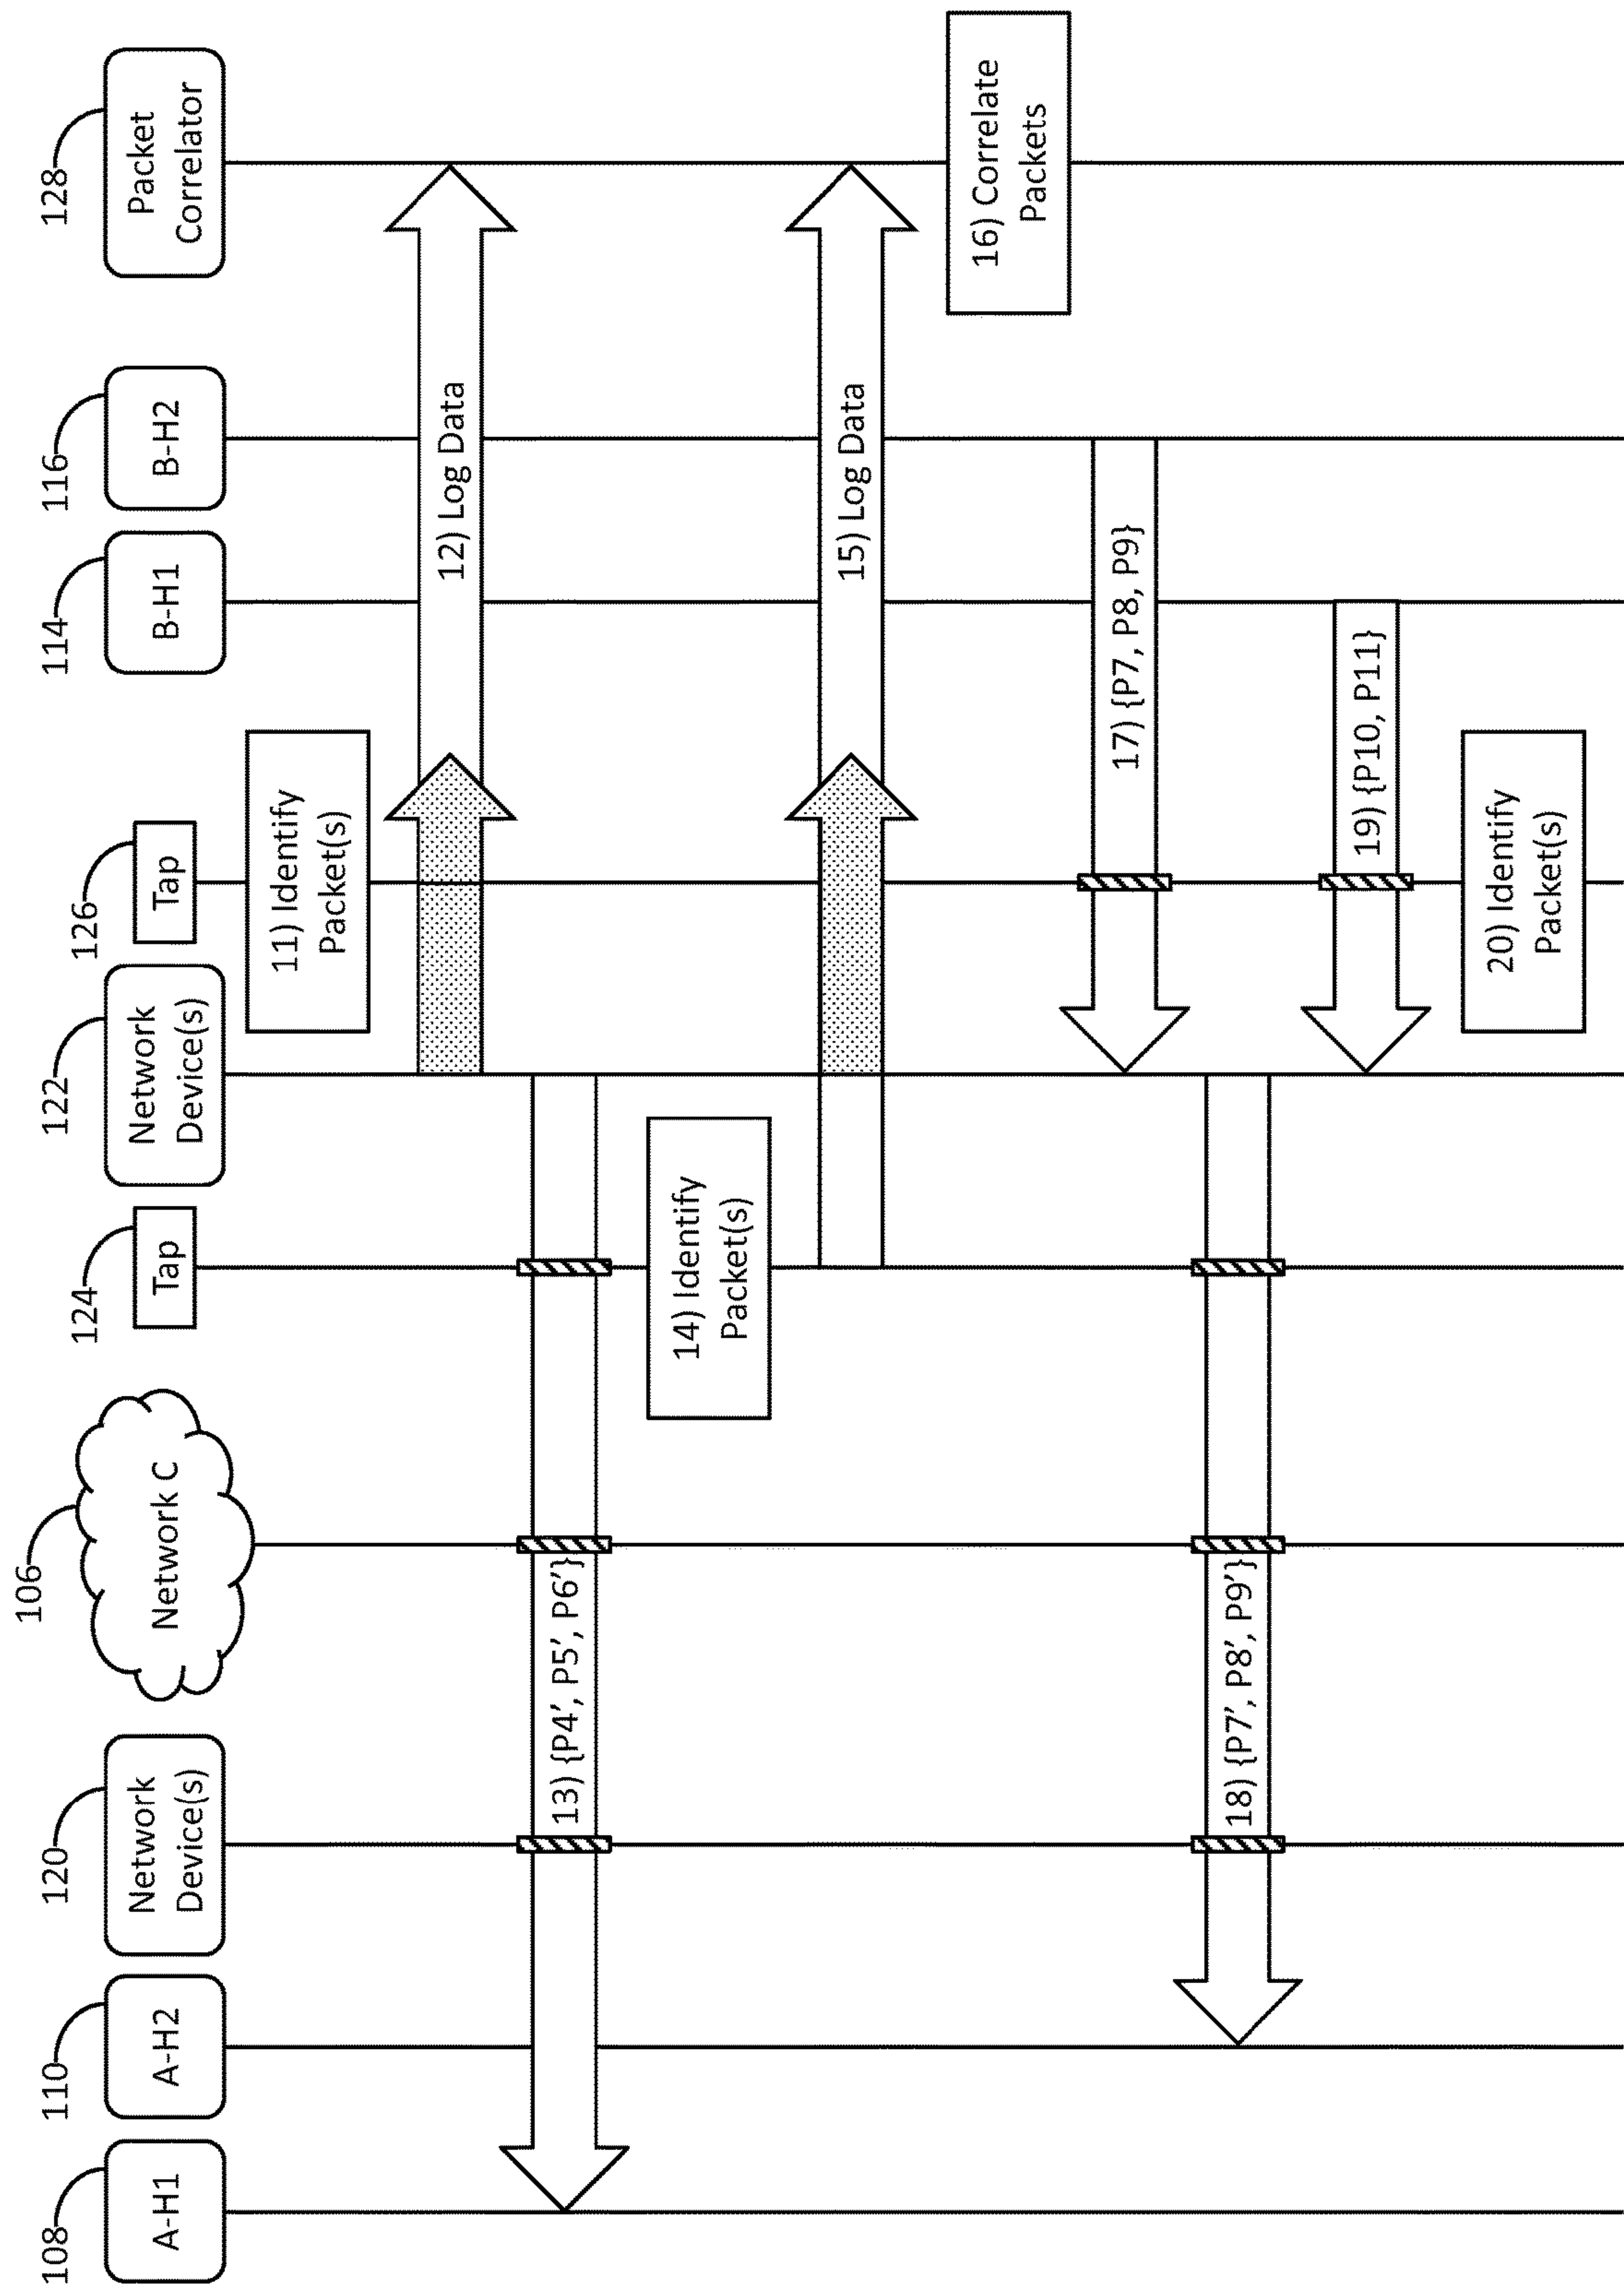 108
A-H1
110
A-H2
120
Network
Device(s)
106
Network C
124
Tap
122
Network
Device(s)
126
Tap
114
B-H1
116
B-H2
128
Packet
Correlator
11) Identify
Packet(s)
12) Log Data
13) {P4’, P5’, P6’}
14) Identify
Packet(s)
15) Log Data
16) Correlate
Packets
17) {P7, P8, P9}
18) {P7’, P8’, P9’}
19) {P10, P11}
20) Identify
Packet(s)